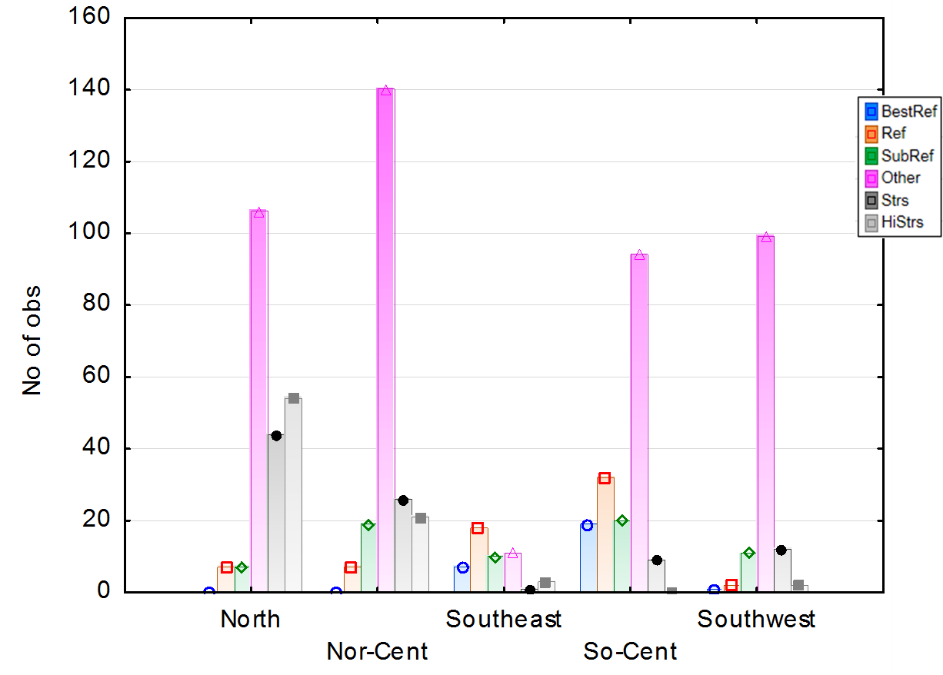 160
140
120
100
80
60
40
20
0
No of obs
BestRef
Ref
SubRef
Other
Strs
HiStrs
North
Southeast
Southwest
Nor-Cent
So-Cent